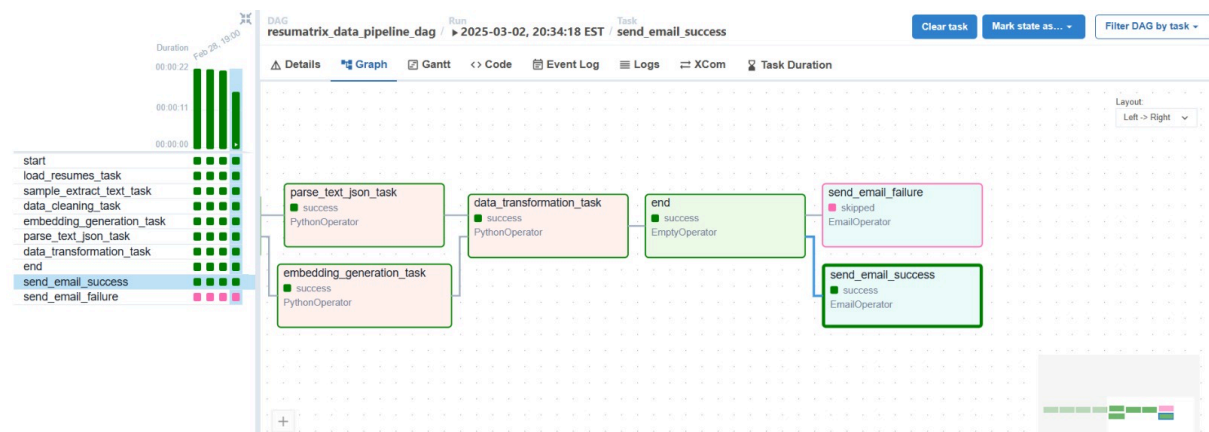 DAG
resumatrix_data_pipeline_dag
/
Run
2025-03-02, 20:34:18 EST
/
Task
send_email_success
Clear task
Mark state as...
Filter DAG by task
Details
Graph
Gantt
<> Code
Event Log
Logs
XCom
Task Duration
Duration
Feb 28, 19:00
00:00:22
00:00:11
00:00:00
start
load_resumes_task
sample_extract_text_task
data_cleaning_task
embedding_generation_task
parse_text_json_task
data_transformation_task
end
send_email_success
send_email_failure
Layout:
Left -> Right
parse_text_json_task
success
PythonOperator
embedding_generation_task
success
PythonOperator
data_transformation_task
success
PythonOperator
end
success
EmptyOperator
send_email_failure
skipped
EmailOperator
send_email_success
success
EmailOperator